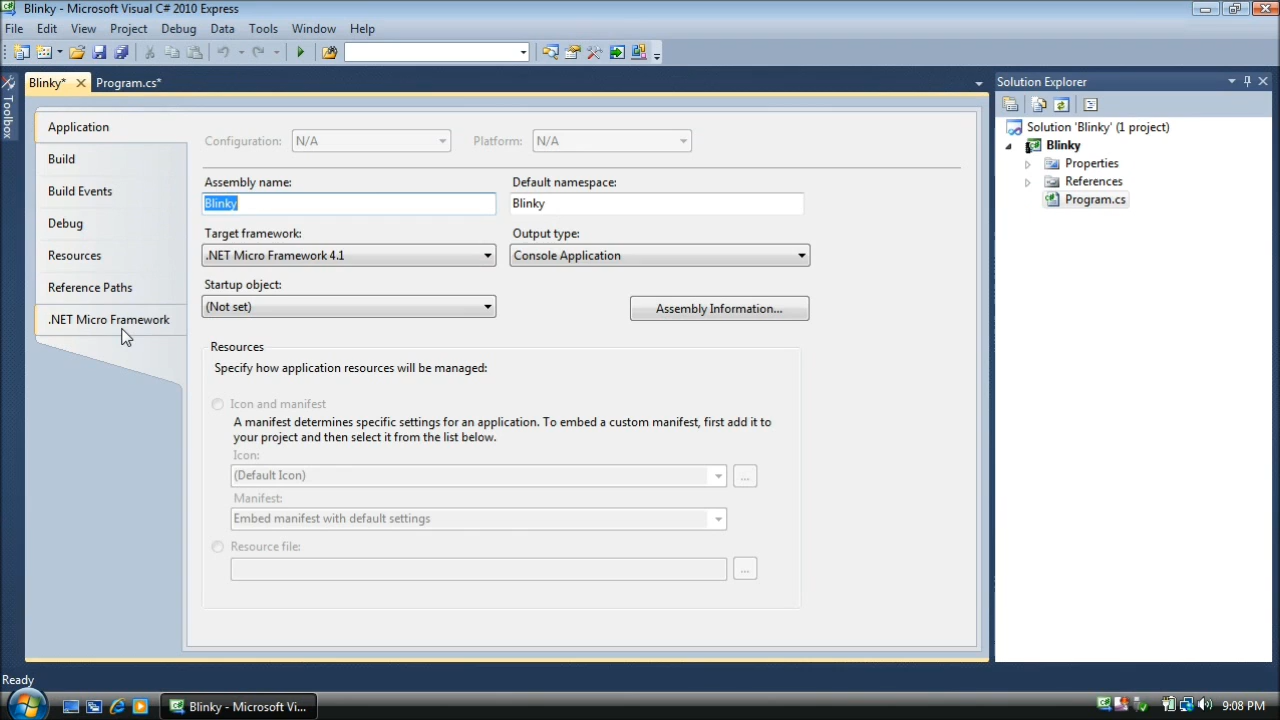 Blinky - Microsoft Visual C# 2010 Express
File Edit View Project Debug Data Tools Window Help
Blinky* Program.cs*
Toolbox
Application
Build
Build Events
Debug
Resources
Reference Paths
.NET Micro Framework
Configuration: N/A Platform: N/A
Assembly name: Default namespace:
Blinky Blinky
Target framework: Output type:
.NET Micro Framework 4.1 Console Application
Startup object:
(Not set) Assembly Information...
Resources
Specify how application resources will be managed:
Icon and manifest
A manifest determines specific settings for an application. To embed a custom manifest, first add it to
your project and then select it from the list below.
Icon:
(Default Icon) ...
Manifest:
Embed manifest with default settings
Resource file:
...
Solution Explorer
Solution 'Blinky' (1 project)
Blinky
Properties
References
Program.cs
Ready
Blinky - Microsoft Vi... 9:08 PM